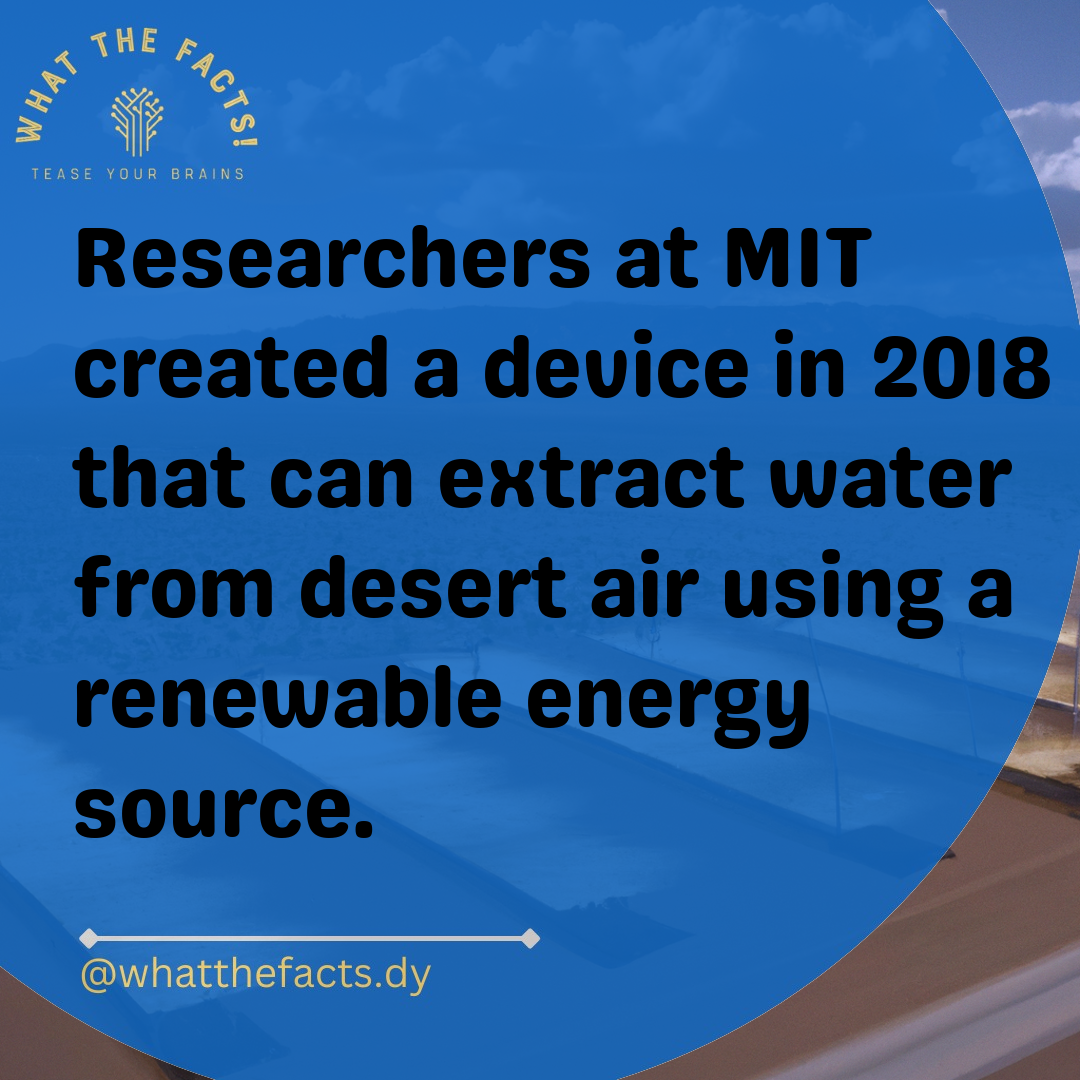 WHAT THE FACTS!
TEASE YOUR BRAINS
Researchers at MIT
created a device in 2018
that can extract water
from desert air using a
renewable energy
source.
@whatthefacts.dy